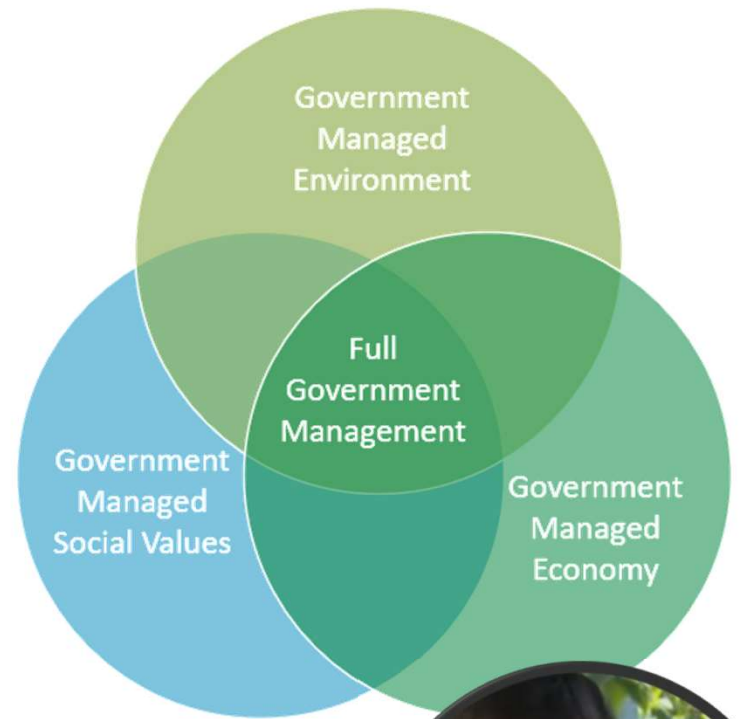 Government
Managed
Environment
Full
Government
Management
Government
Managed
Social Values
Government
Managed
Economy